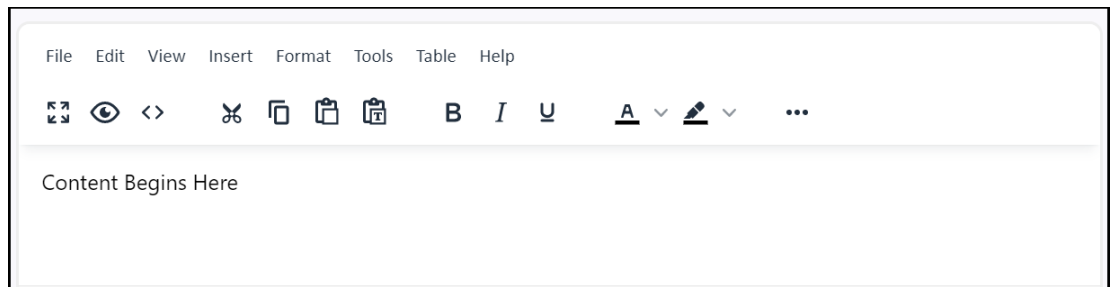 File Edit View Insert Format Tools Table Help
B I U A
Content Begins Here